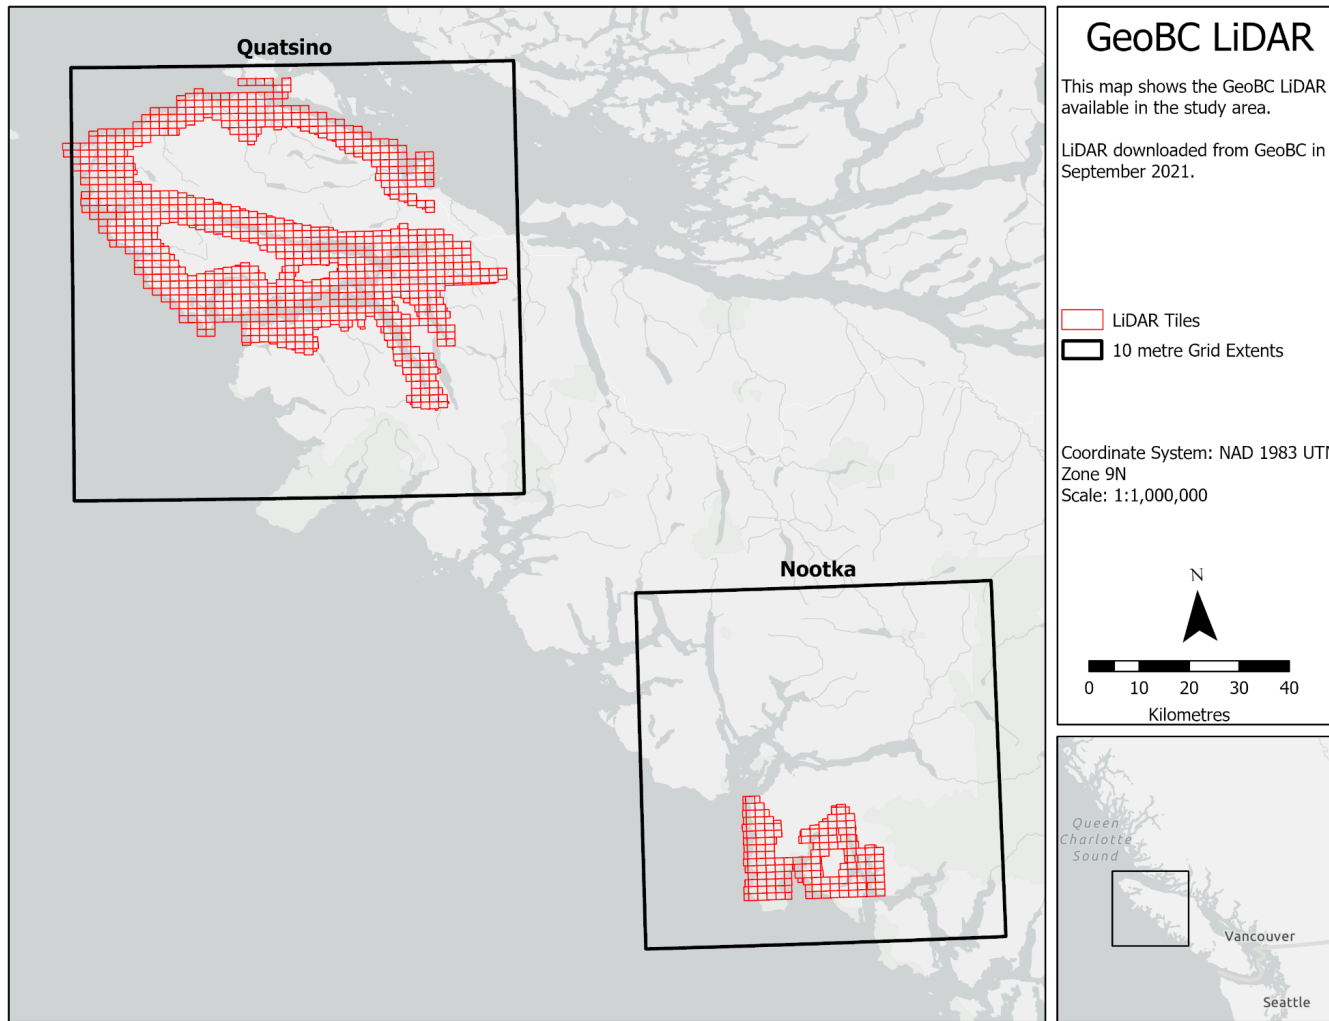 Quatsino
Nootka
GeoBC LiDAR
This map shows the GeoBC LiDAR
available in the study area.
LiDAR downloaded from GeoBC in
September 2021.
LiDAR Tiles
10 metre Grid Extents
Coordinate System: NAD 1983 UTM
Zone 9N
Scale: 1:1,000,000
N
0 10 20 30 40
Kilometres
Queen
Charlotte
Sound
Vancouver
Seattle